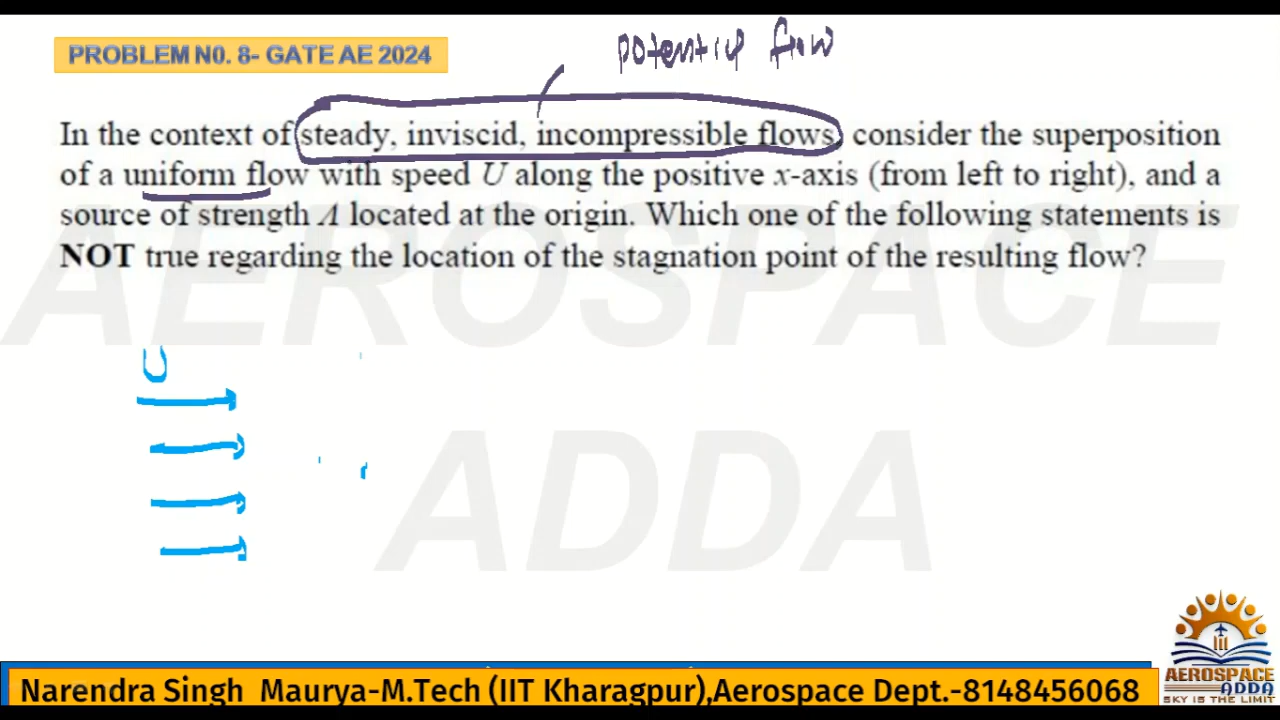 potential flow
PROBLEM N0. 8- GATE AE 2024
In the context of steady, inviscid, incompressible flows, consider the superposition
of a uniform flow with speed U along the positive x-axis (from left to right), and a
source of strength Λ located at the origin. Which one of the following statements is
NOT true regarding the location of the stagnation point of the resulting flow?
AEROSPACE
U
ADDA
AEROSPACE
ADDA
SKY IS THE LIMIT
Narendra Singh Maurya-M.Tech (IIT Kharagpur),Aerospace Dept.-8148456068